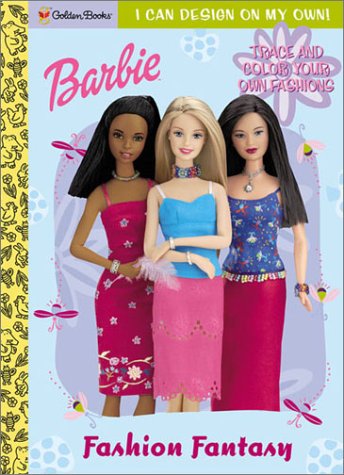 Golden Books®
I CAN DESIGN ON MY OWN!
Barbie
TRACE AND
COLOR YOUR
OWN FASHIONS
Fashion Fantasy